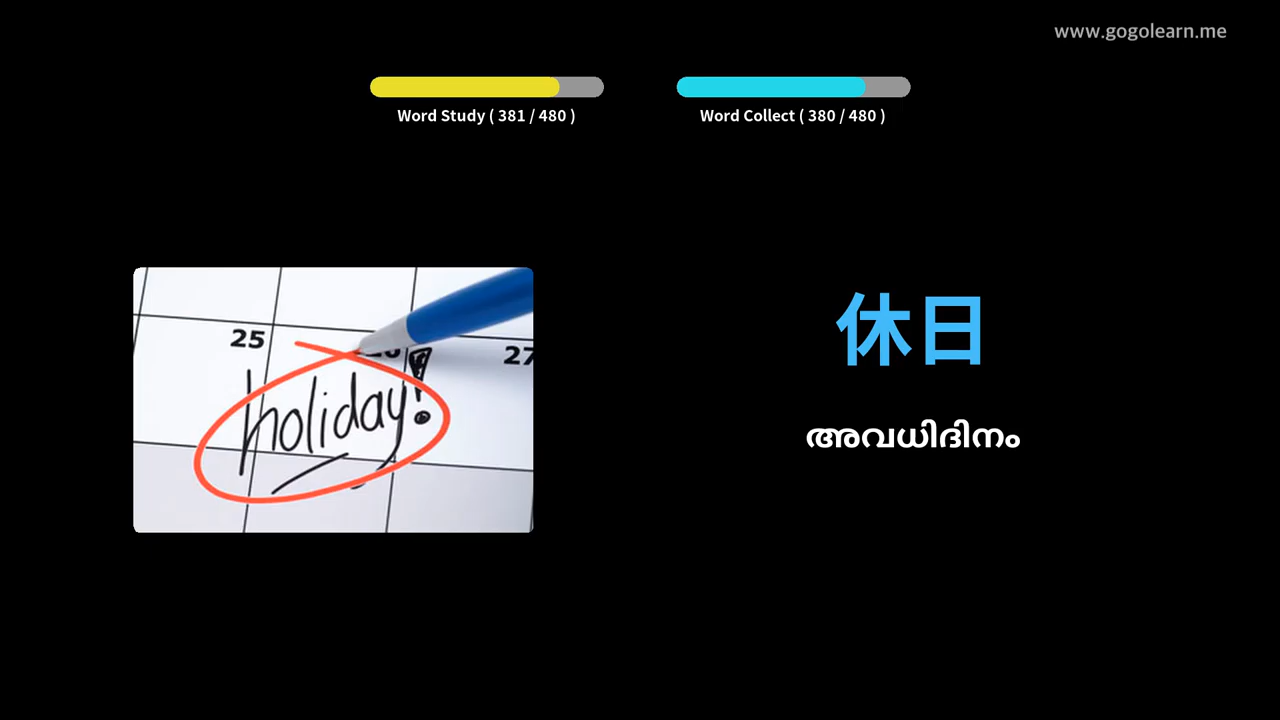 www.gogolearn.me
Word Study ( 381 / 480 )
Word Collect ( 380 / 480 )
25
27
holiday!
休日
അവധിദിനം